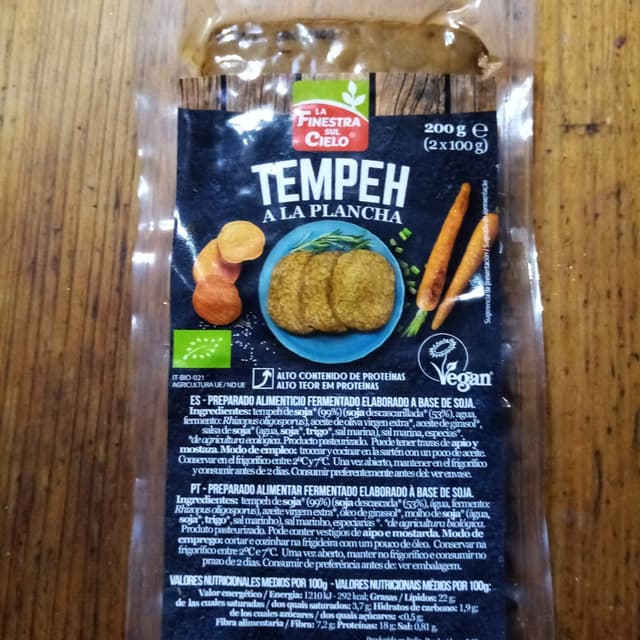 LA
FINESTRA
SUL
CIELO®
200 g ℮
(2 x 100 g)
TEMPEH
A LA PLANCHA
Sugerencia de presentación / Sugestão de apresentação
IT-BIO-021
AGRICULTURA UE / NO UE
ALTO CONTENIDO DE PROTEÍNAS
ALTO TEOR EM PROTEÍNAS
Vegan
ES - PREPARADO ALIMENTICIO FERMENTADO ELABORADO A BASE DE SOJA.
Ingredientes: tempeh de soja* (99%) (soja descascarillada* (53%), agua,
fermento: Rhizopus oligosporus), aceite de oliva virgen extra*, aceite de girasol*,
salsa de soja* (agua, soja*, trigo*, sal marina), sal marina, especias*.
*de agricultura ecológica. Producto pasteurizado. Puede tener trazas de apio y
mostaza. Modo de empleo: trocear y cocinar en la sartén con un poco de aceite.
Conservar en el frigorífico entre 2ºC y 7ºC. Una vez abierto, mantener en el frigorífico
y consumir antes de 2 días. Consumir preferentemente antes del: ver envase.
PT - PREPARADO ALIMENTAR FERMENTADO ELABORADO À BASE DE SOJA.
Ingredientes: tempeh de soja* (99%) (soja descascada* (53%), água, fermento:
Rhizopus oligosporus), azeite virgem extra*, óleo de girassol*, molho de soja* (água,
soja*, trigo*, sal marinho), sal marinho, especiarias*. *de agricultura biológica.
Produto pasteurizado. Pode conter vestígios de aipo e mostarda. Modo de
emprego: cortar e cozinhar na frigideira com um pouco de óleo. Conservar na
frigorífico entre 2ºC e 7ºC. Uma vez aberto, manter no frigorífico e consumir no
prazo de 2 dias. Consumir de preferência antes de: ver embalagem.
VALORES NUTRICIONALES MEDIOS POR 100g - VALORES NUTRICIONAIS MÉDIOS POR 100g:
Valor energético / Energia: 1210 kJ - 292 kcal; Grasas / Lípidos: 22 g;
de las cuales saturadas / dos quais saturados: 3,7 g; Hidratos de carbono: 1,9 g;
de los cuales azúcares / dos quais açúcares: <0,5 g;
Fibra alimentaria / Fibra: 7,2 g; Proteínas: 18 g; Sal: 0,81 g.